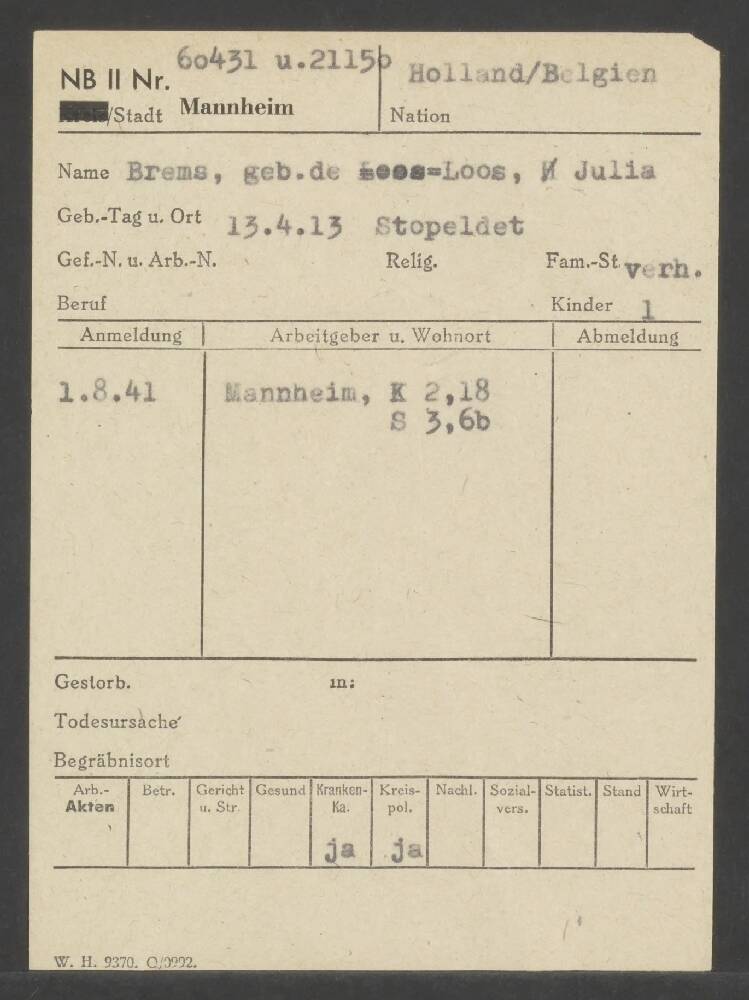 NB II Nr. 60431 u.21150 Holland/Belgien
/Stadt Mannheim Nation
Name Brems, geb.de Loos, Julia
Geb.-Tag u. Ort 13.4.13 Stopeldet
Gef.-N. u. Arb.-N. Relig. Fam.-St. verh.
Beruf Kinder 1
Anmeldung Arbeitgeber u. Wohnort Abmeldung
1.8.41 Mannheim, K 2,18
S 3,6b
Gestorb. in:
Todesursache
Begräbnisort
Arb.- Betr. Gericht Gesund Kranken- Kreis- Nachl. Sozial- Statist. Stand Wirt-
Akten u. Str. Ka. pol. vers. schaft
ja ja
W. H. 9370. Q/0992.